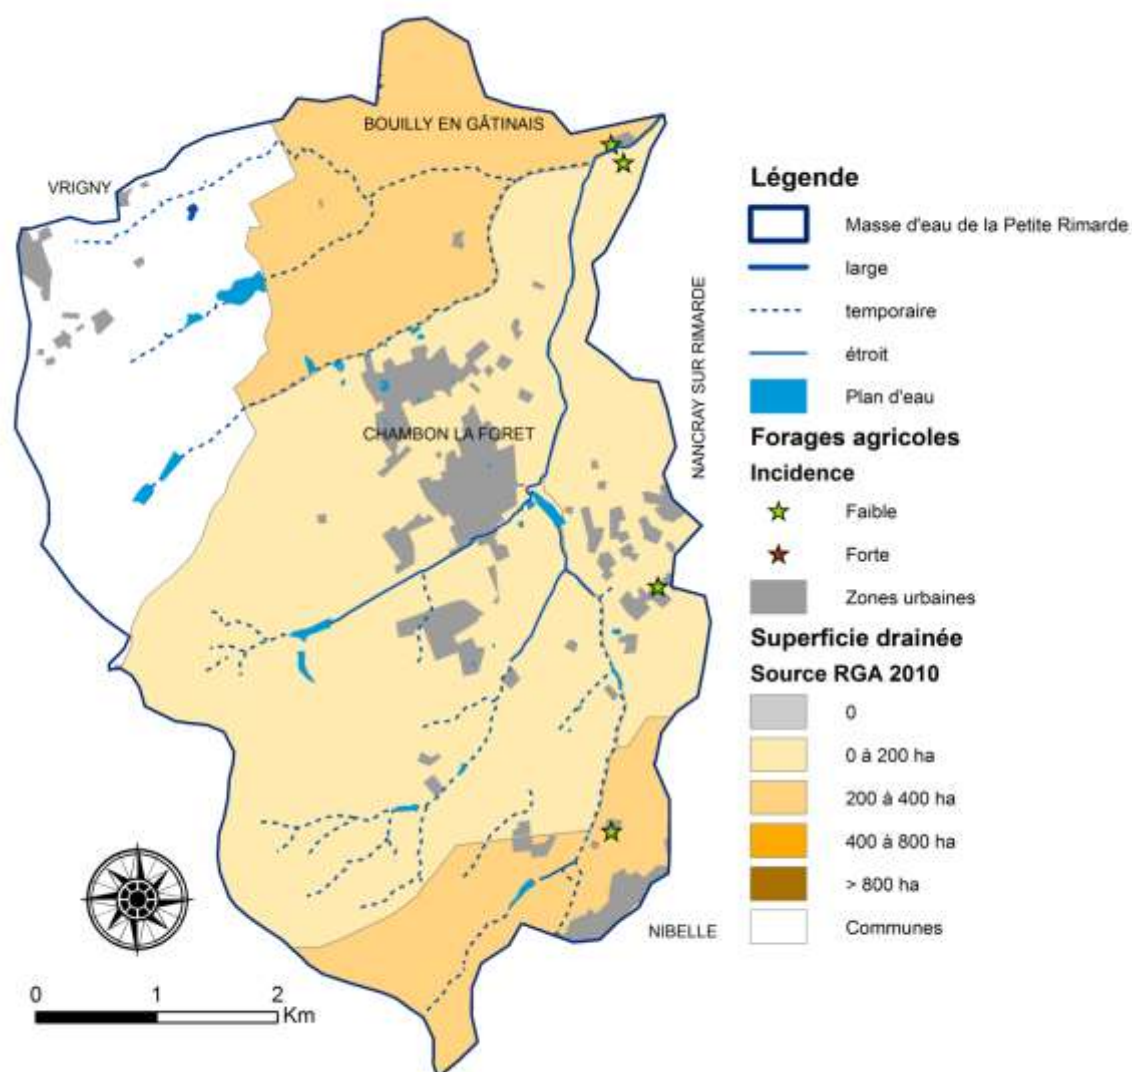 BOUILLY EN GÂTINAIS
VRIGNY
NANCRAY SUR RIMARDE
CHAMBON LA FORET
NIBELLE
0 1 2
Km
Légende
Masse d'eau de la Petite Rimarde
large
temporaire
étroit
Plan d'eau
Forages agricoles
Incidence
Faible
Forte
Zones urbaines
Superficie drainée
Source RGA 2010
0
0 à 200 ha
200 à 400 ha
400 à 800 ha
> 800 ha
Communes